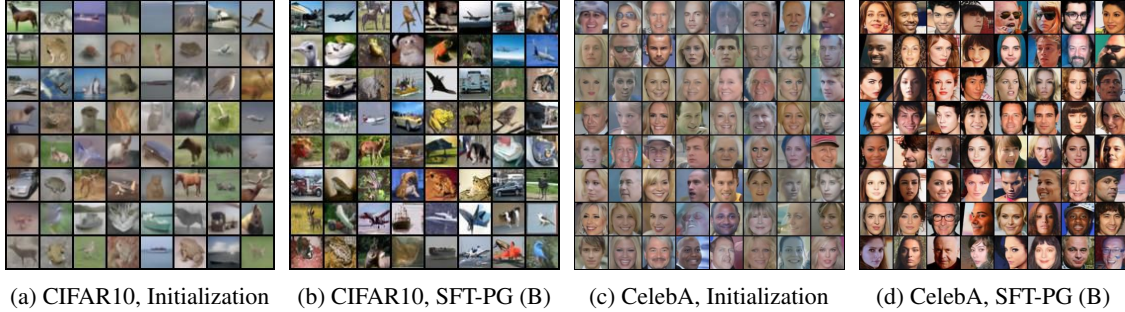 (a) CIFAR10, Initialization
(b) CIFAR10, SFT-PG (B)
(c) CelebA, Initialization
(d) CelebA, SFT-PG (B)